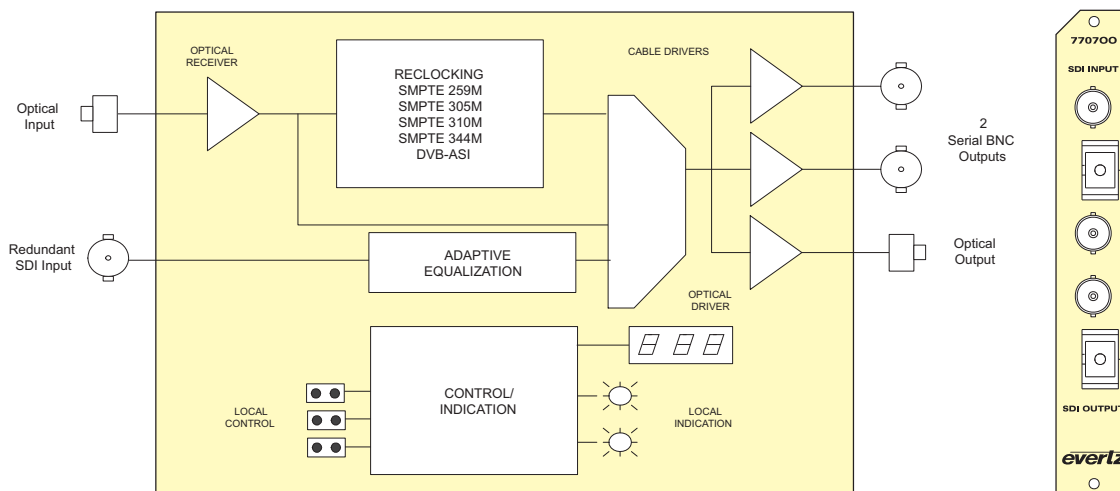 OPTICAL
RECEIVER
RECLOCKING
SMPTE 259M
SMPTE 305M
SMPTE 310M
SMPTE 344M
DVB-ASI
CABLE DRIVERS
Optical
Input
2
Serial BNC
Outputs
Redundant
SDI Input
ADAPTIVE
EQUALIZATION
Optical
Output
OPTICAL
DRIVER
CONTROL/
INDICATION
LOCAL
CONTROL
LOCAL
INDICATION
7707OO
SDI INPUT
SDI OUTPUT
evertz